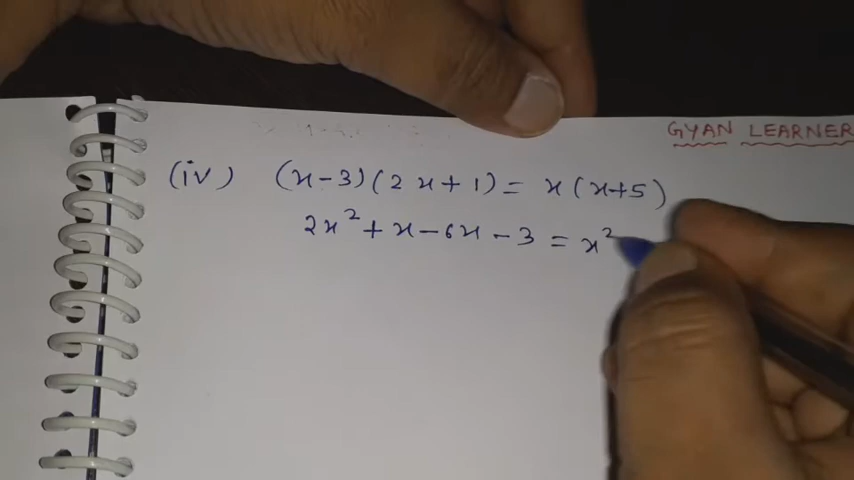 GYAN LEARNER
(iv) (x-3)(2x+1) = x(x+5)
2x²+x-6x-3 = x²